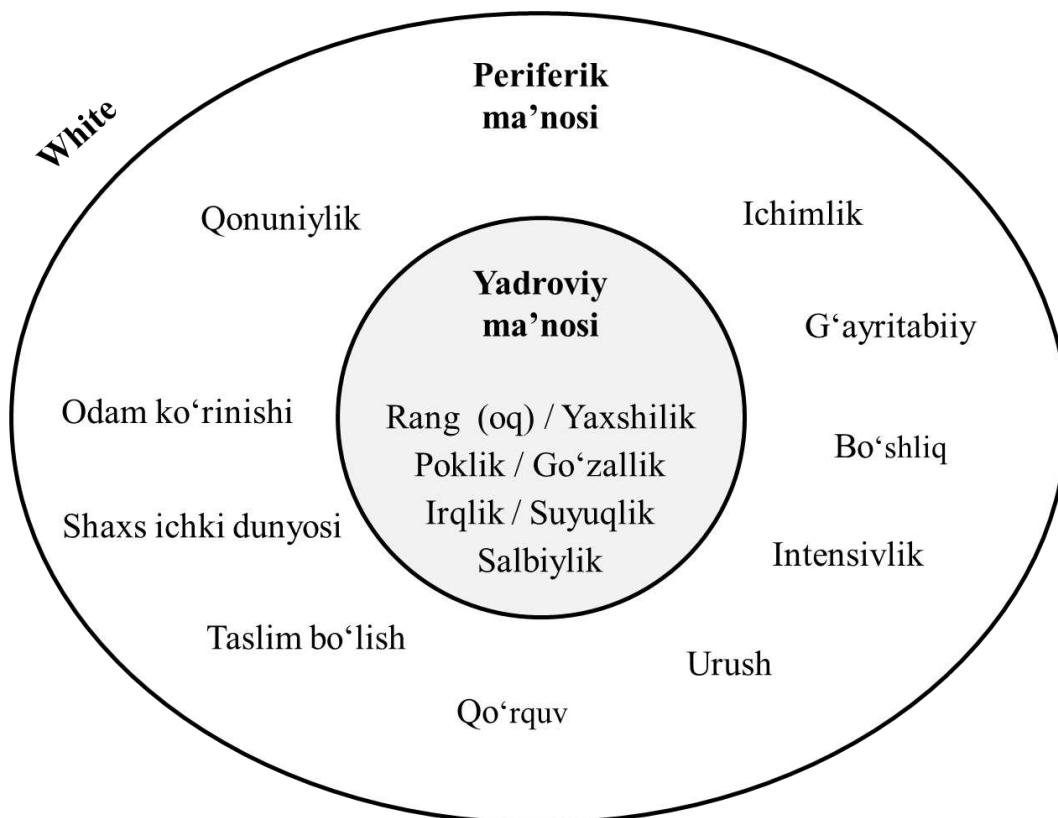 White
Periferik
ma’nosi
Qonuniylik
Ichimlik
Yadroviy
ma’nosi
G‘ayritabiiy
Odam ko‘rinishi
Rang (oq) / Yaxshilik
Bo‘shliq
Poklik / Go‘zallik
Irqlik / Suyuqlik
Shaxs ichki dunyosi
Salbiylik
Intensivlik
Taslim bo‘lish
Urush
Qo‘rquv